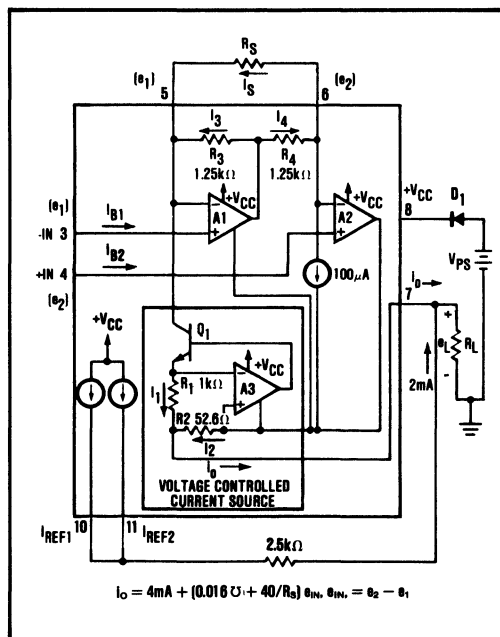 RS
(e1) (e2)
5 IS 6
I3 I4
R3 R4
1.25kΩ 1.25kΩ
+VCC +VCC +VCC
(e1) IB1 A1 A2 8 D1
-IN 3
IB2
+IN 4 VPS
(e2) 100μA iO
7
+VCC Q1 +
+VCC eL RL
R1 1kΩ A3 2mA -
I1
R2 52.6Ω
I2
iO
VOLTAGE CONTROLLED
CURRENT SOURCE
10 11
IREF1 IREF2
2.5kΩ
iO = 4mA + (0.016 ℧ + 40/RS) eIN, eIN, = e2 – e1